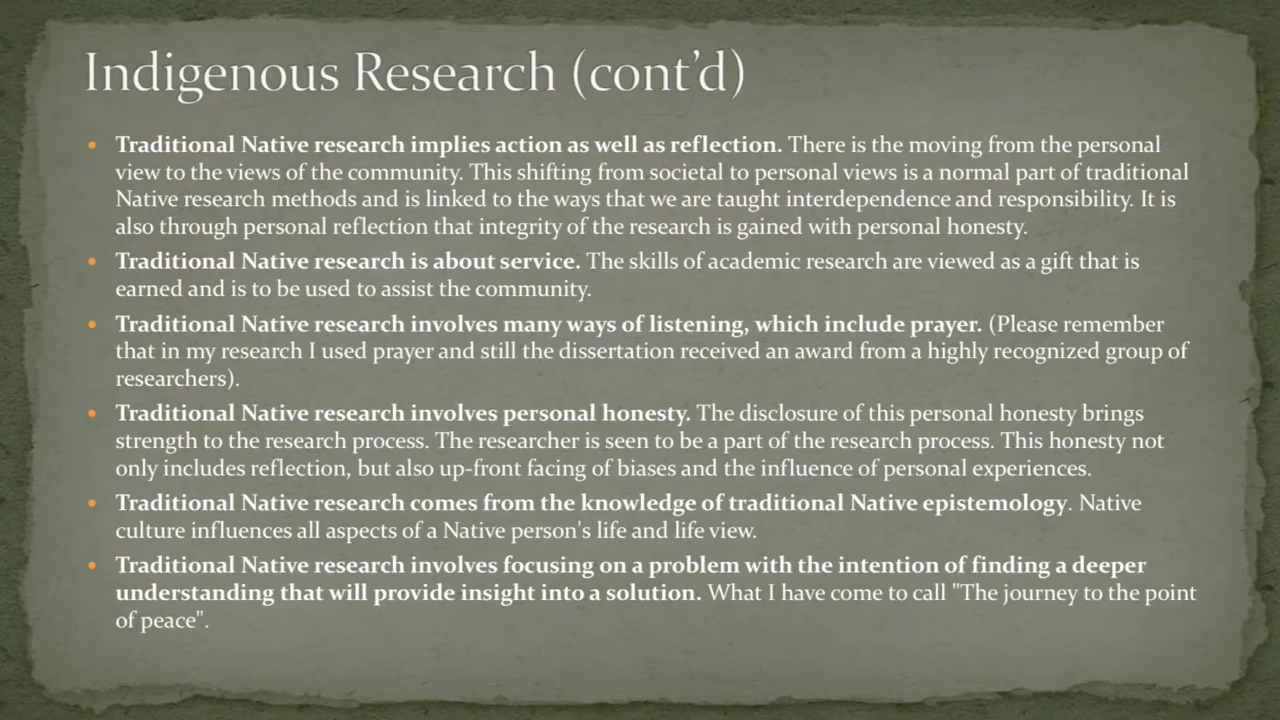 Indigenous Research (cont’d)
• Traditional Native research implies action as well as reflection. There is the moving from the personal
view to the views of the community. This shifting from societal to personal views is a normal part of traditional
Native research methods and is linked to the ways that we are taught interdependence and responsibility. It is
also through personal reflection that integrity of the research is gained with personal honesty.
• Traditional Native research is about service. The skills of academic research are viewed as a gift that is
earned and is to be used to assist the community.
• Traditional Native research involves many ways of listening, which include prayer. (Please remember
that in my research I used prayer and still the dissertation received an award from a highly recognized group of
researchers).
• Traditional Native research involves personal honesty. The disclosure of this personal honesty brings
strength to the research process. The researcher is seen to be a part of the research process. This honesty not
only includes reflection, but also up-front facing of biases and the influence of personal experiences.
• Traditional Native research comes from the knowledge of traditional Native epistemology. Native
culture influences all aspects of a Native person's life and life view.
• Traditional Native research involves focusing on a problem with the intention of finding a deeper
understanding that will provide insight into a solution. What I have come to call "The journey to the point
of peace".